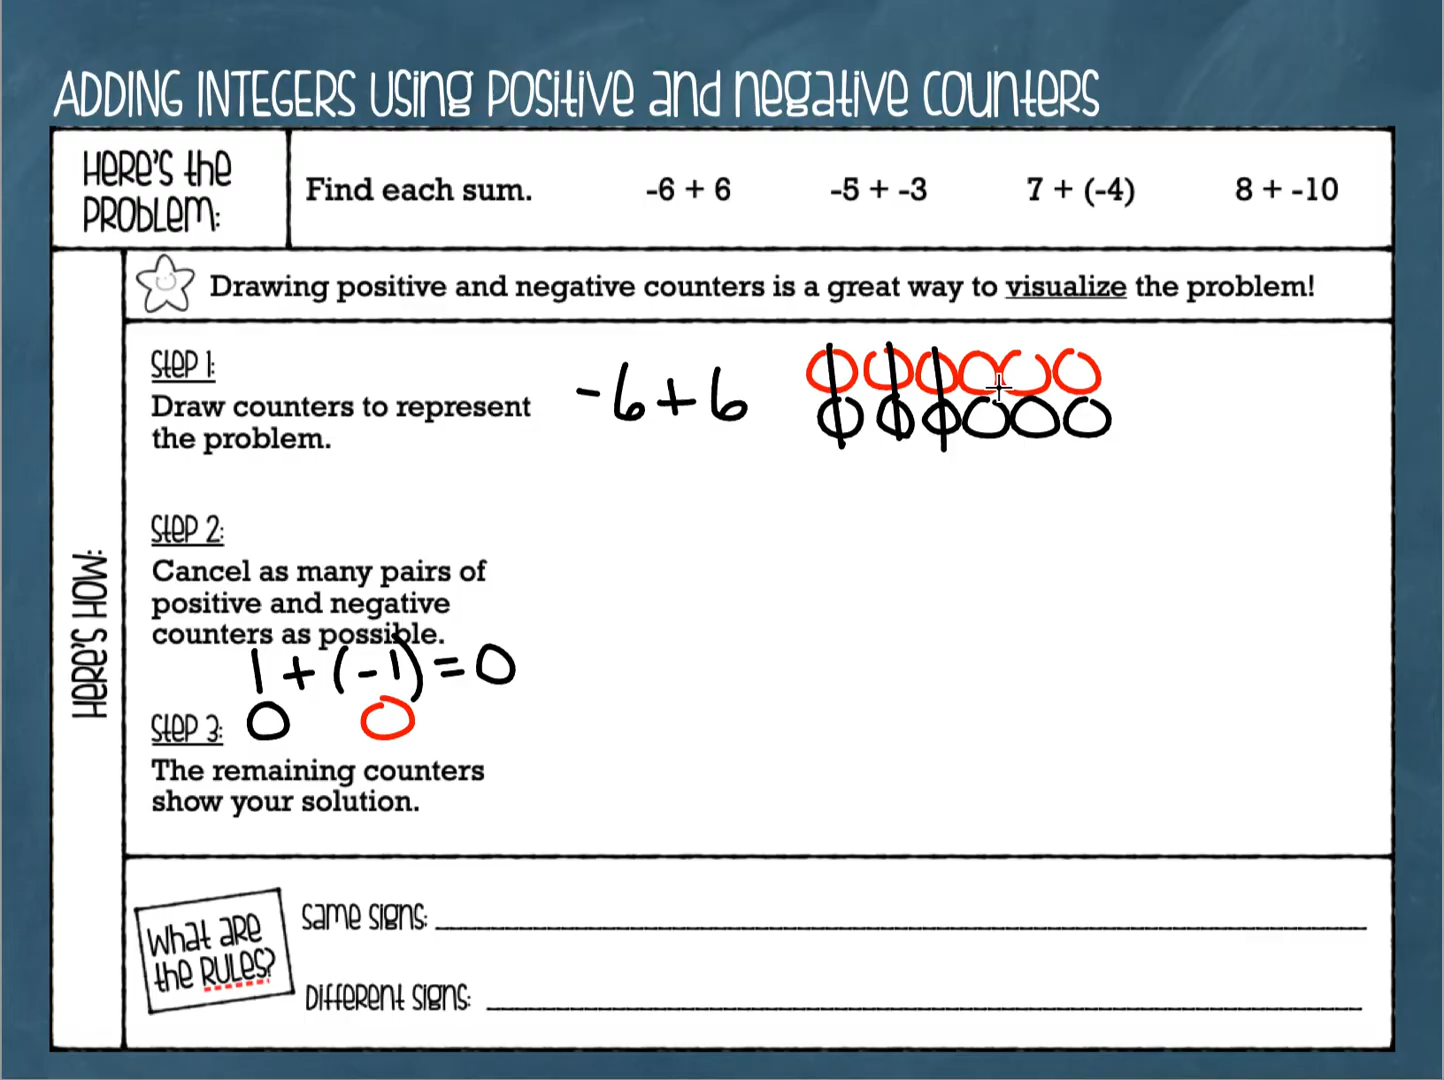 ADDING INTEGERS USING POSITIVE AND NEGATIVE COUNTERS
HERE'S THE
PROBLEM:
Find each sum. -6 + 6 -5 + -3 7 + (-4) 8 + -10
Drawing positive and negative counters is a great way to visualize the problem!
HERE'S HOW:
STEP 1:
Draw counters to represent
the problem.
-6+6
STEP 2:
Cancel as many pairs of
positive and negative
counters as possible.
1 + (-1) = 0
STEP 3:
The remaining counters
show your solution.
WHAT ARE
THE RULES?
SAME SIGNS:
DIFFERENT SIGNS: